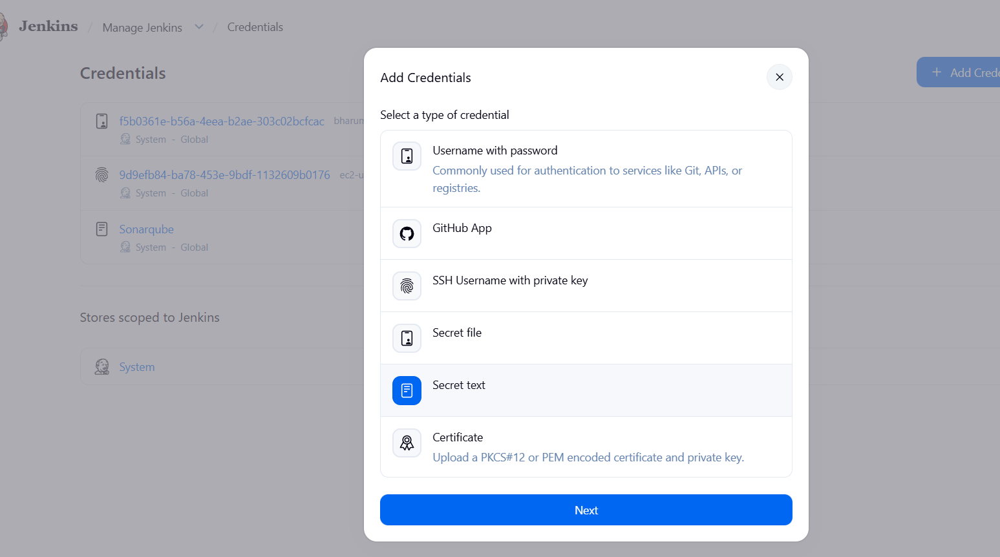 Jenkins / Manage Jenkins / Credentials
Credentials
Add
f5b0361e-b56a-4eea-b2ae-303c02bcfcac
System - Global
9d9efb84-ba78-453e-9bdf-1132609b0176
System - Global
Sonarqube
System - Global
Stores scoped to Jenkins
System
Add Credentials
Select a type of credential
Username with password
Commonly used for authentication to services like Git, APIs, or
registries.
GitHub App
SSH Username with private key
Secret file
Secret text
Certificate
Upload a PKCS#12 or PEM encoded certificate and private key.
Next